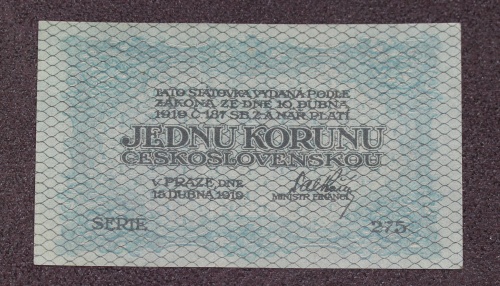 TATO STATOVKA VYDANÁ PODLE
ZÁKONA ZE DNE 10. DUBNA
1919 Č 187 SB. Z. A NAŘ. PLATÍ
JEDNU KORUNU
ČESKOSLOVENSKOU
V PRAZE DNE
15. DUBNA 1919.
MINISTR FINANCÍ
SERIE 275